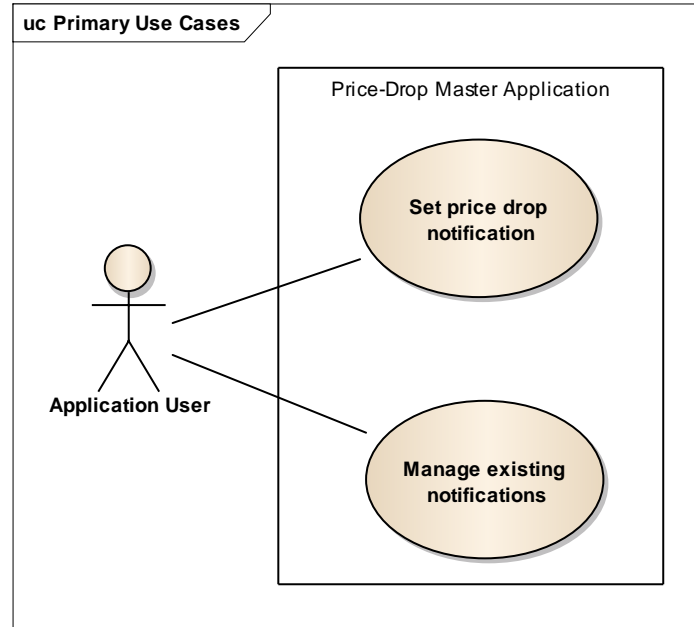 uc Primary Use Cases
Price-Drop Master Application
Set price drop
notification
Application User
Manage existing
notifications